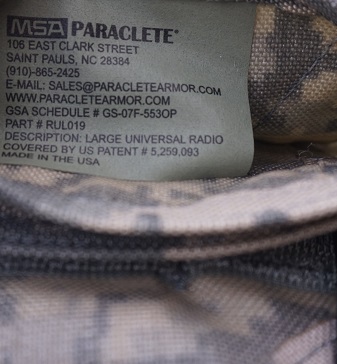 MSA PARACLETE®
106 EAST CLARK STREET
SAINT PAULS, NC 28384
(910)-865-2425
E-MAIL: SALES@PARACLETEARMOR.COM
WWW.PARACLETEARMOR.COM
GSA SCHEDULE # GS-07F-553OP
PART # RUL019
DESCRIPTION: LARGE UNIVERSAL RADIO
COVERED BY US PATENT # 5,259,093
MADE IN THE USA